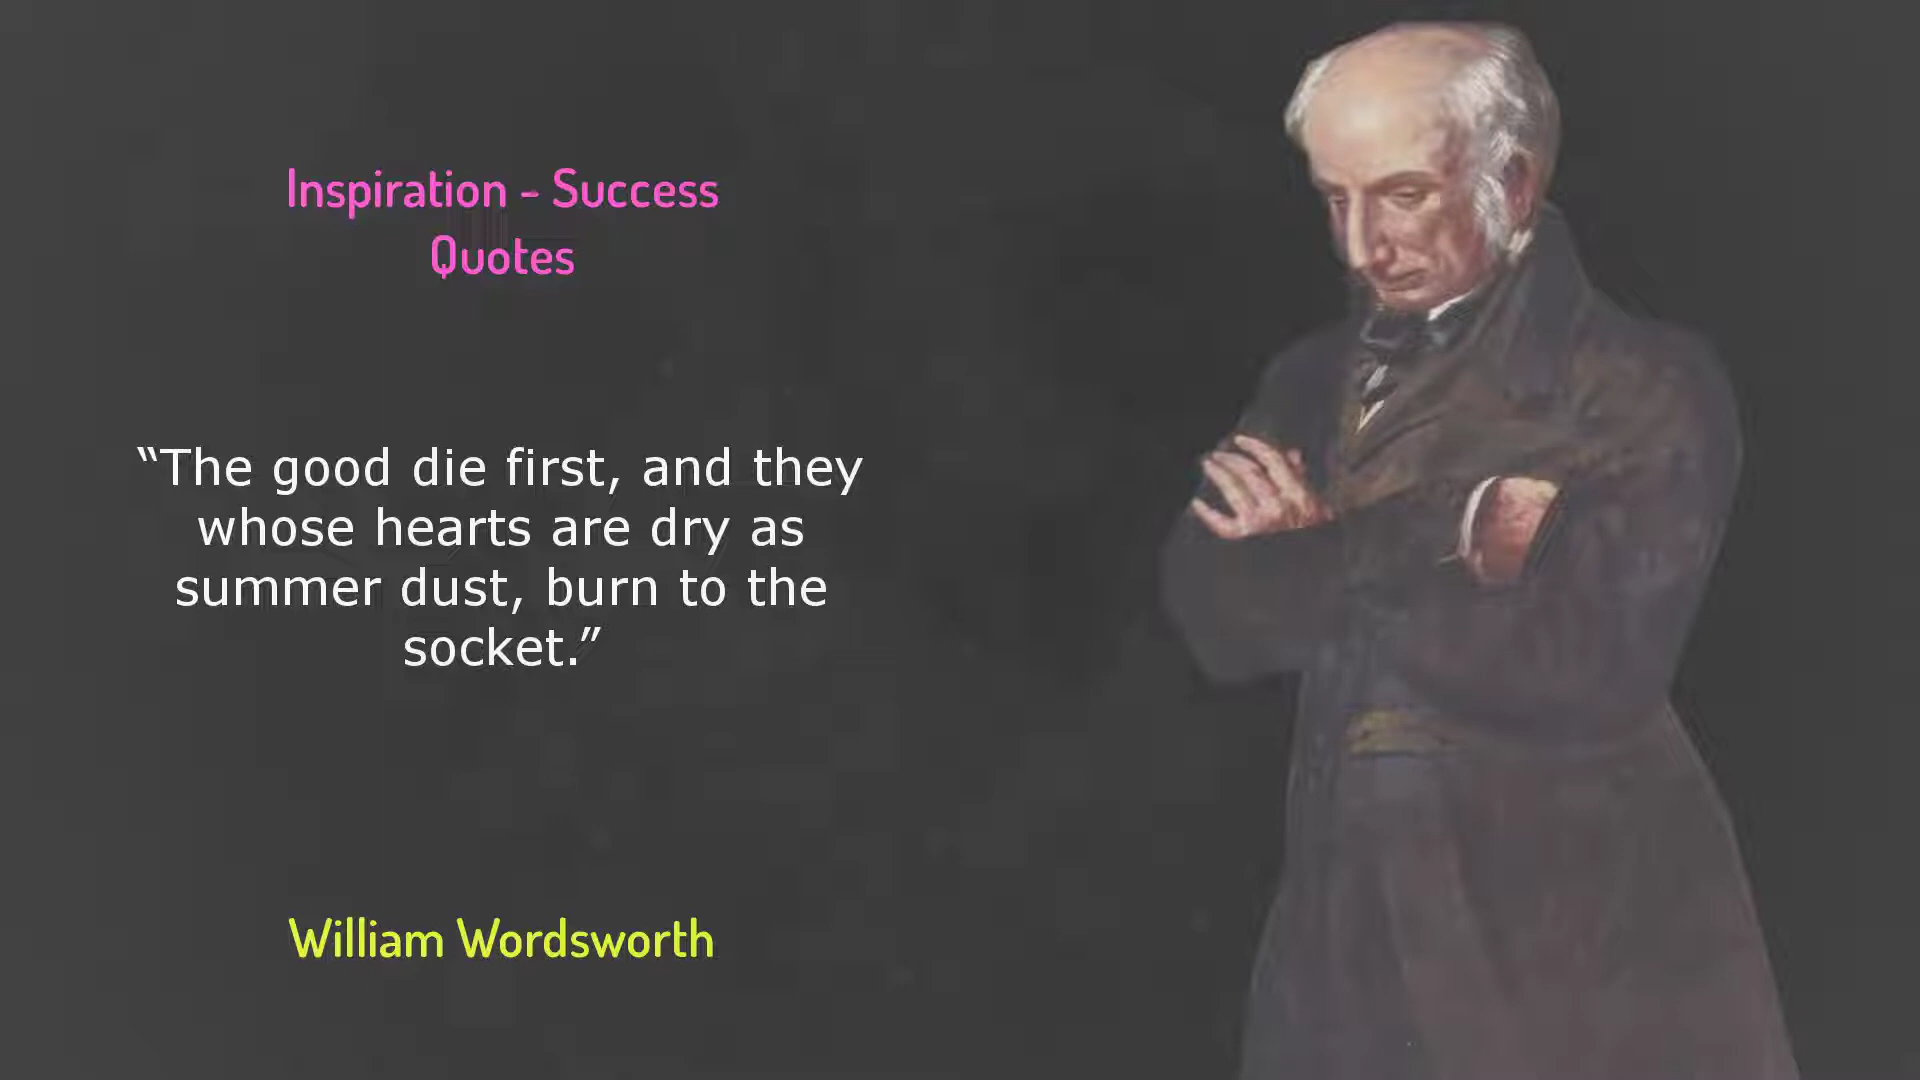 Inspiration - Success
Quotes
“The good die first, and they
whose hearts are dry as
summer dust, burn to the
socket.”
William Wordsworth